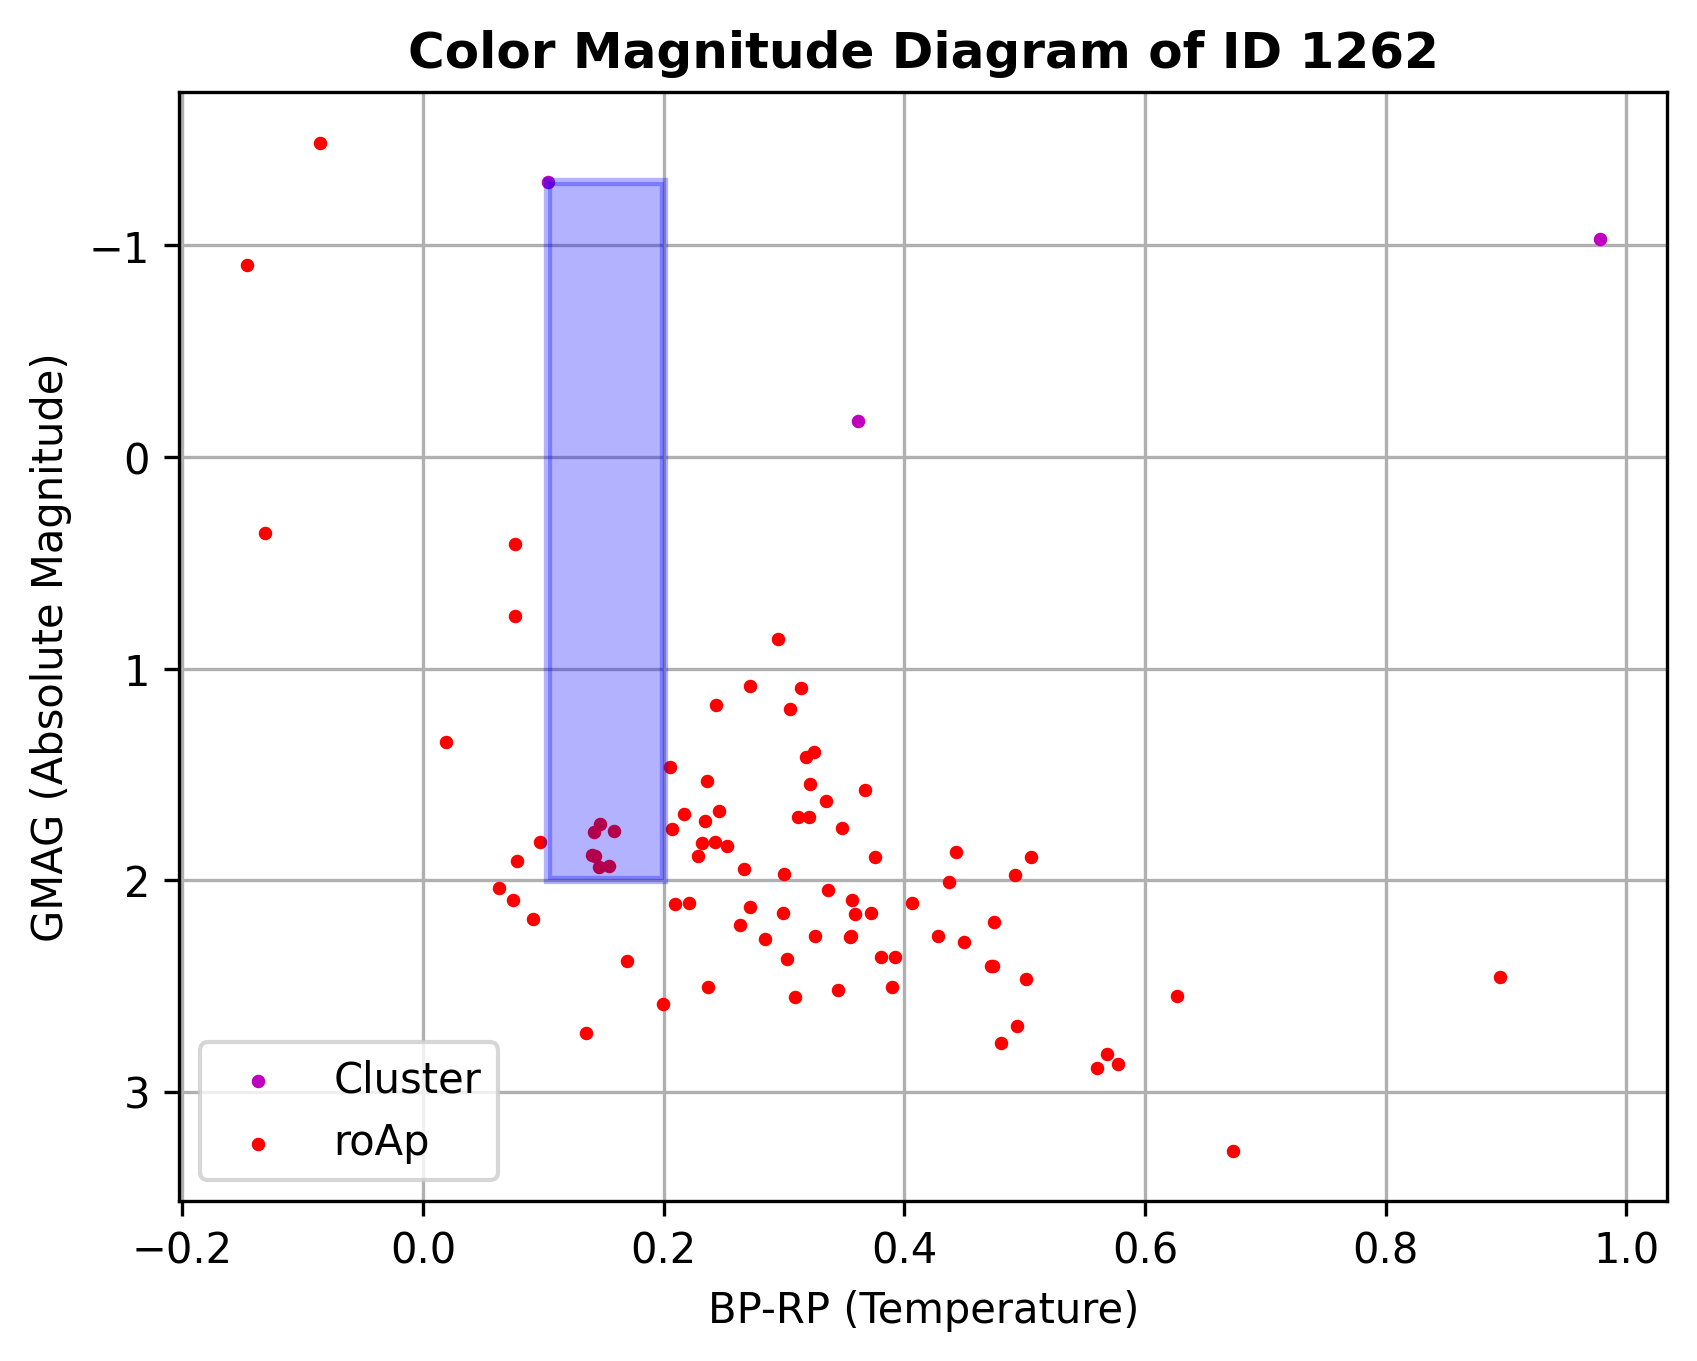 Color Magnitude Diagram of ID 1262
GMAG (Absolute Magnitude)
−1
0
1
2
3
Cluster
roAp
−0.2 0.0 0.2 0.4 0.6 0.8 1.0
BP-RP (Temperature)